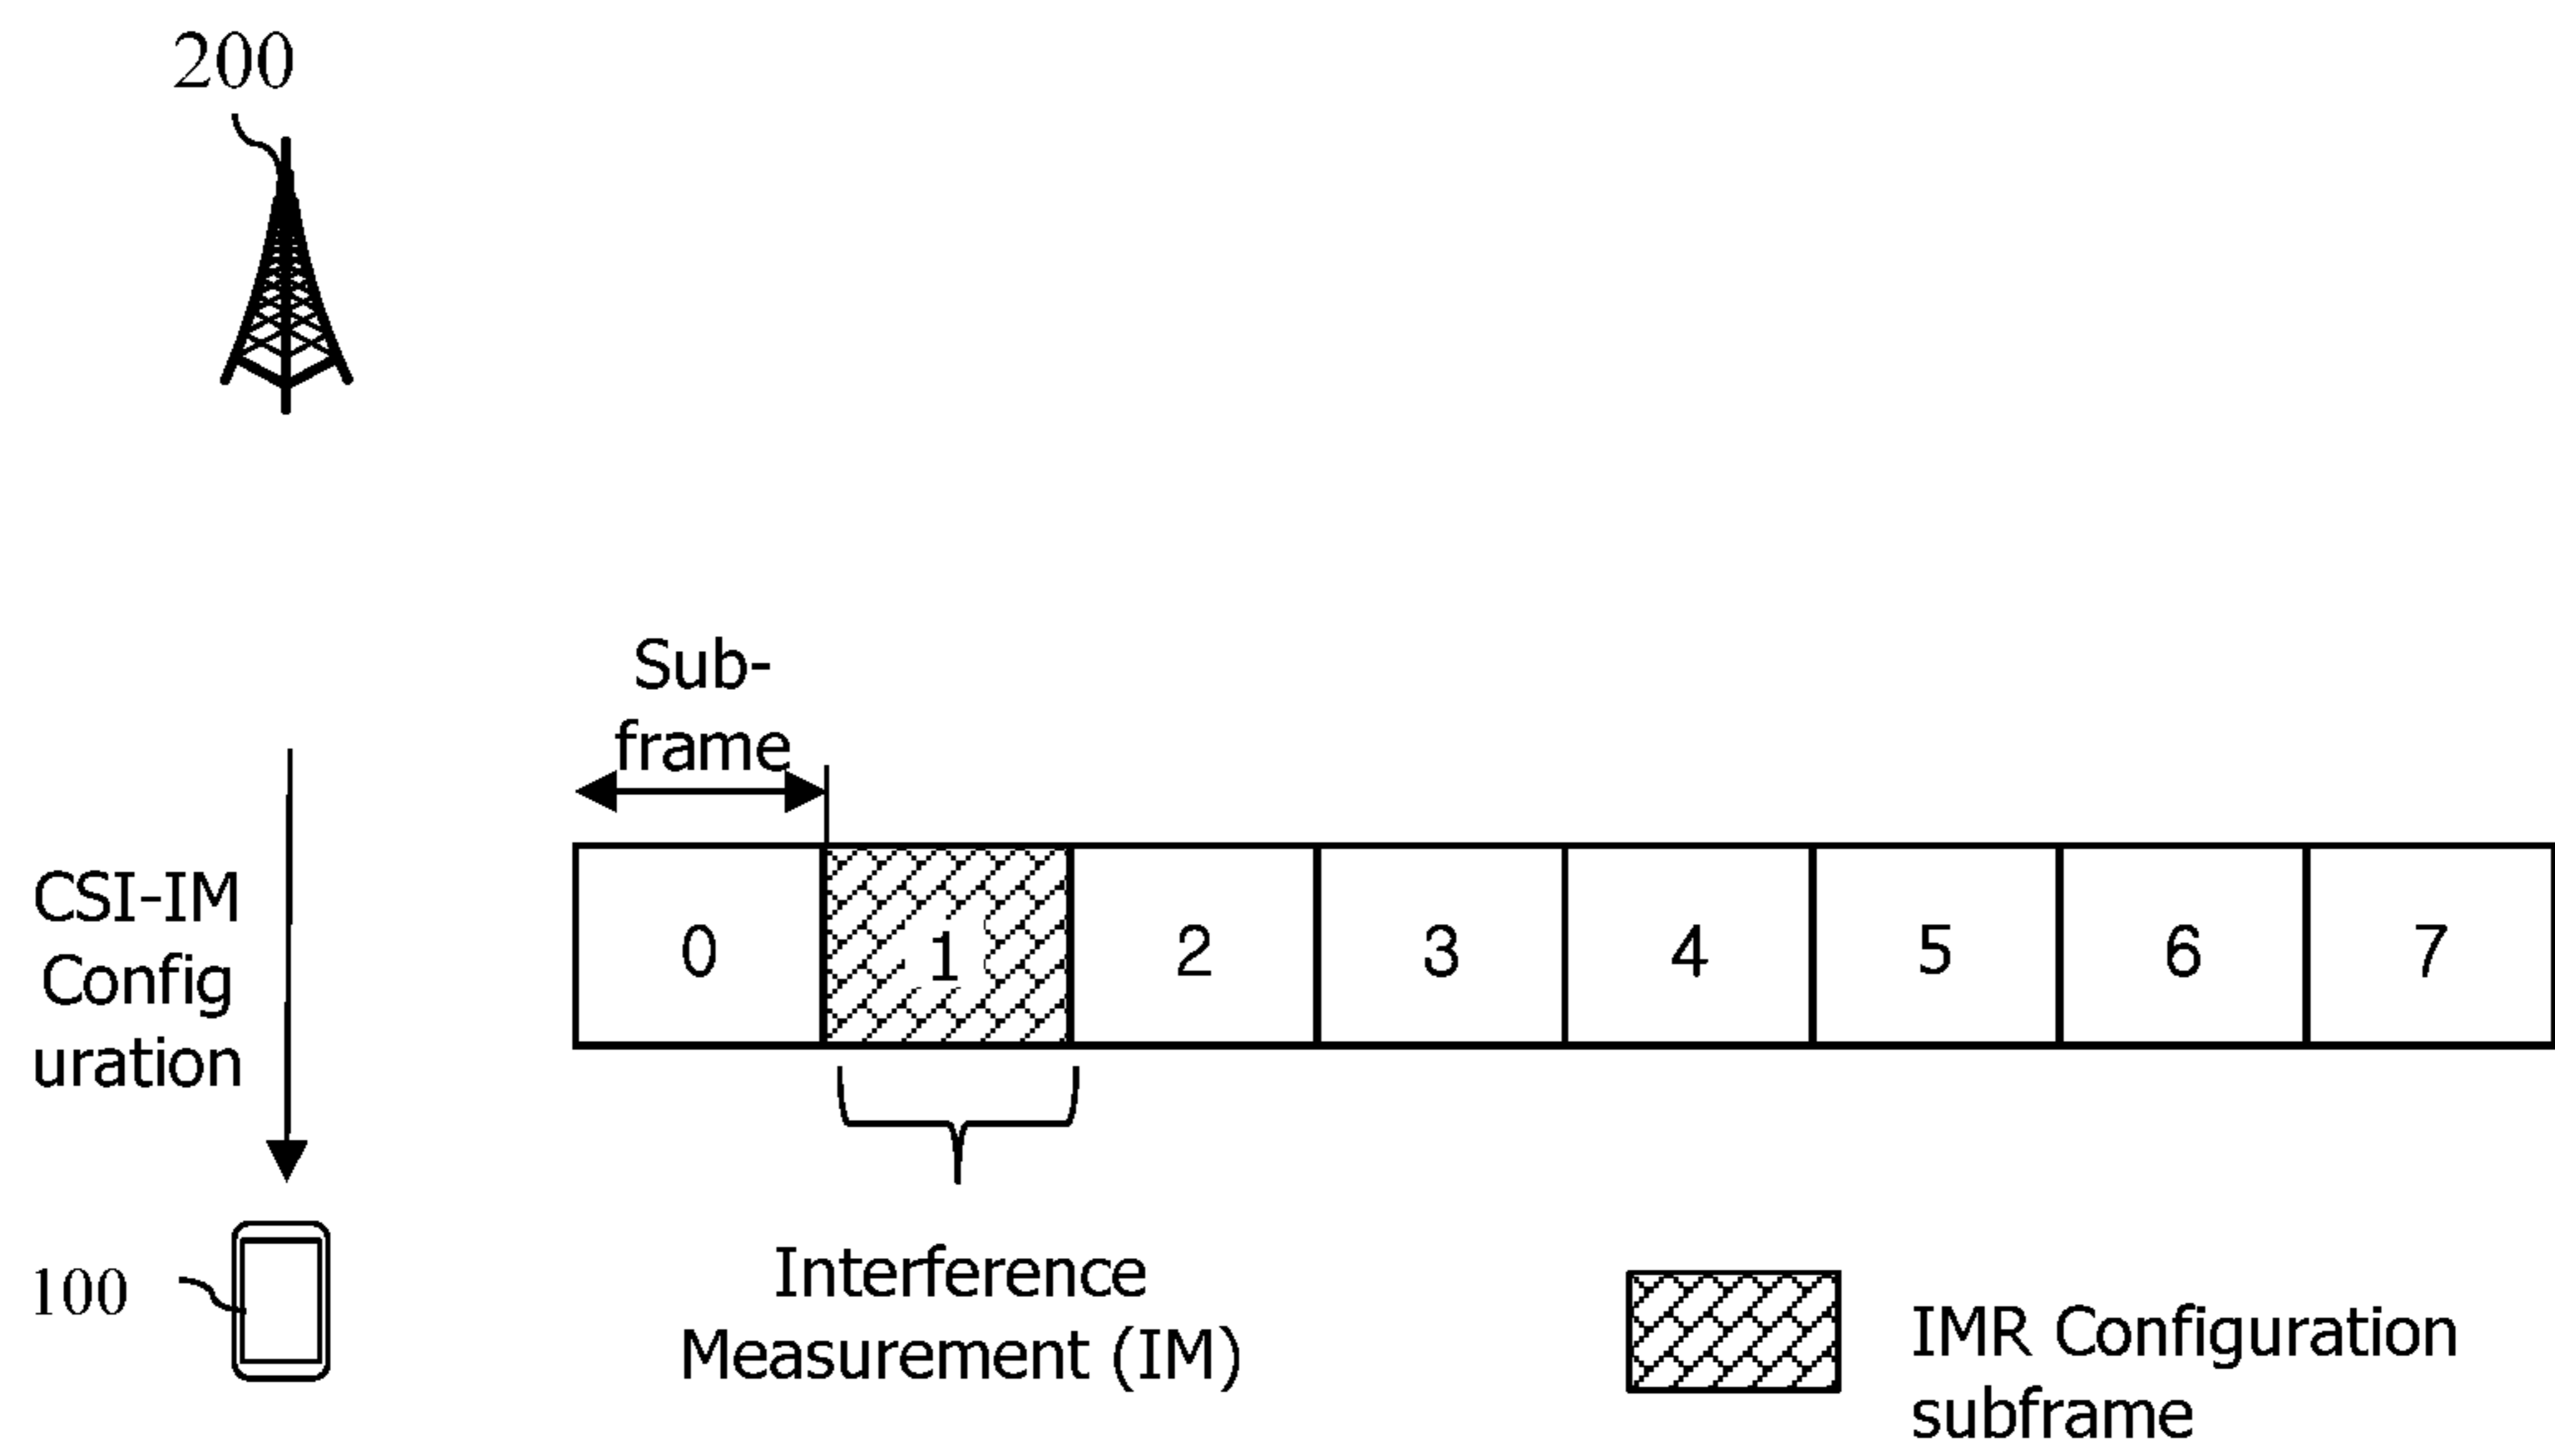 200
Sub-
frame
CSI-IM
Config
uration
0 1 2 3 4 5 6 7
100
Interference
Measurement (IM)
IMR Configuration
subframe